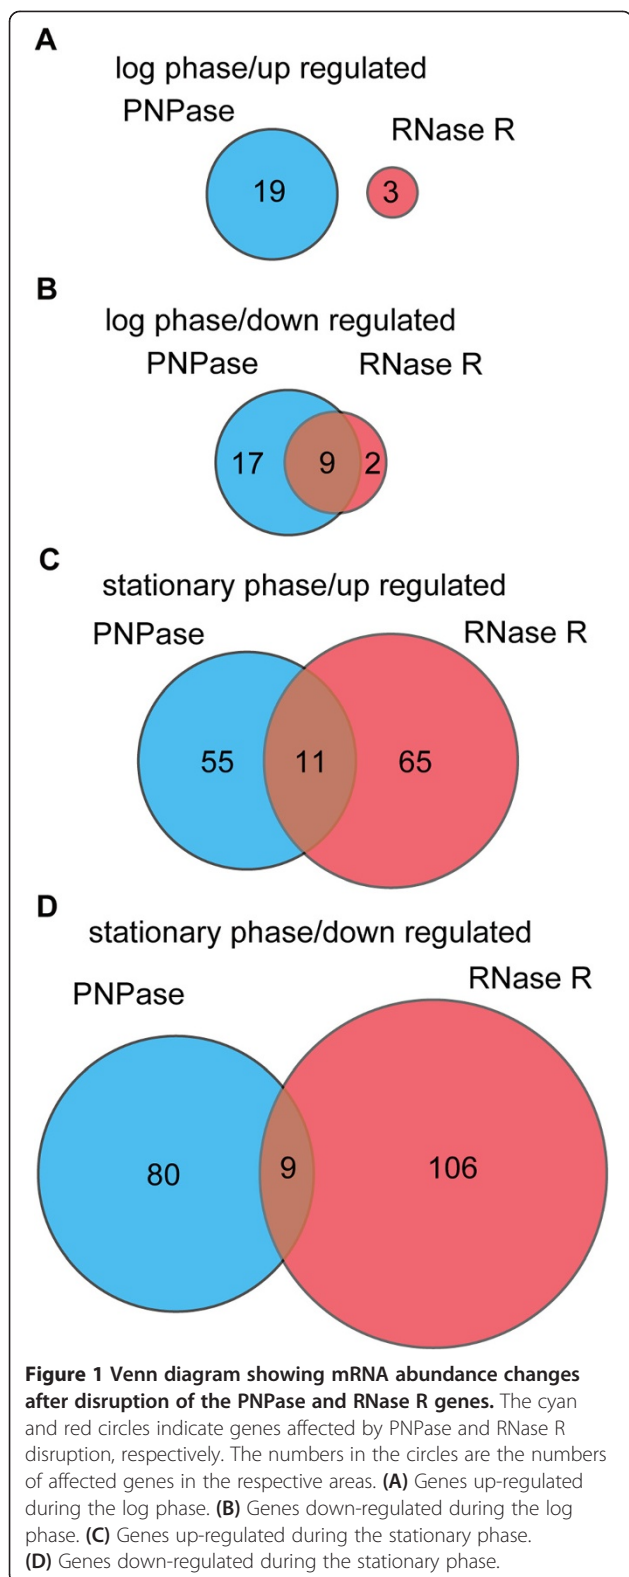 A
log phase/up regulated
PNPase
RNase R
19
3
B
log phase/down regulated
PNPase
RNase R
17
9
2
C
stationary phase/up regulated
PNPase
RNase R
55
11
65
D
stationary phase/down regulated
PNPase
RNase R
80
9
106
Figure 1 Venn diagram showing mRNA abundance changes
after disruption of the PNPase and RNase R genes. The cyan
and red circles indicate genes affected by PNPase and RNase R
disruption, respectively. The numbers in the circles are the numbers
of affected genes in the respective areas. (A) Genes up-regulated
during the log phase. (B) Genes down-regulated during the log
phase. (C) Genes up-regulated during the stationary phase.
(D) Genes down-regulated during the stationary phase.